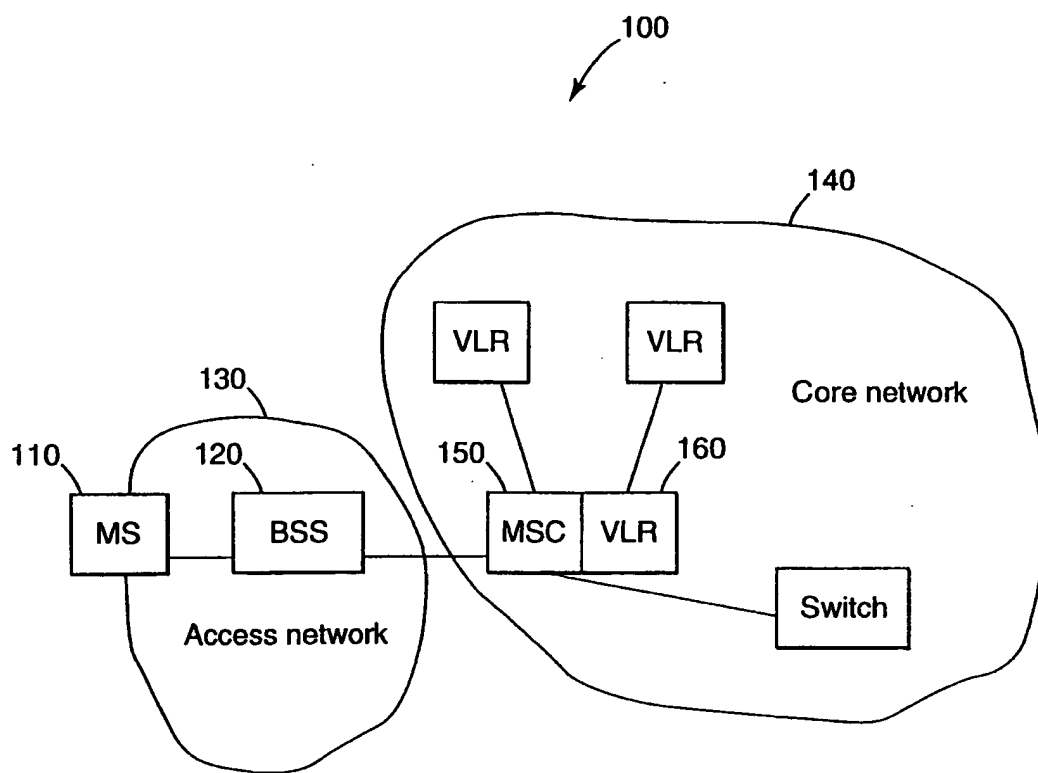 100
140
VLR
VLR
Core network
130
110
120
150
160
MS
BSS
MSC
VLR
Switch
Access network